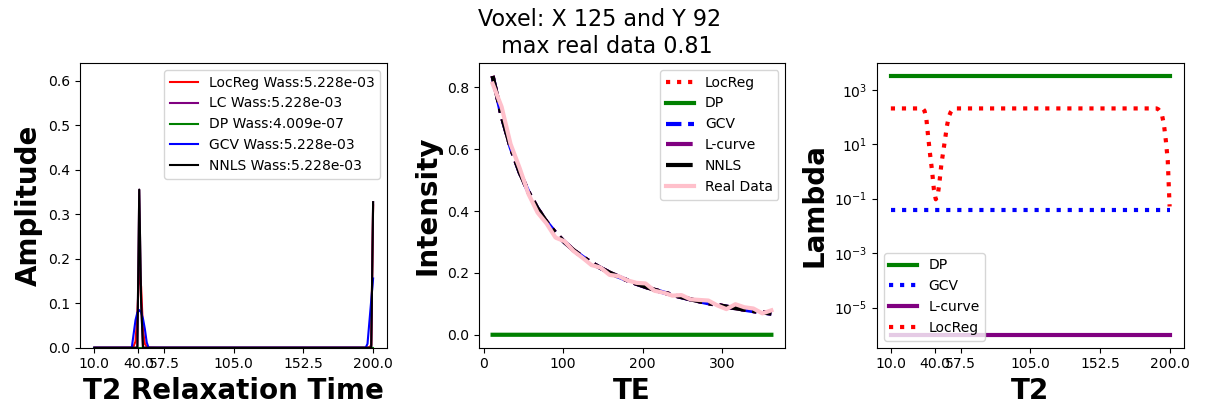 Voxel: X 125 and Y 92
max real data 0.81
Amplitude
0.6
0.5
0.4
0.3
0.2
0.1
0.0
LocReg Wass:5.228e-03
LC Wass:5.228e-03
DP Wass:4.009e-07
GCV Wass:5.228e-03
NNLS Wass:5.228e-03
10.0 40.0 57.5 105.0 152.5 200.0
T2 Relaxation Time
Intensity
0.8
0.6
0.4
0.2
0.0
LocReg
DP
GCV
L-curve
NNLS
Real Data
0 100 200 300
TE
Lambda
10³
10¹
10⁻¹
10⁻³
10⁻⁵
DP
GCV
L-curve
LocReg
10.0 40.0 57.5 105.0 152.5 200.0
T2